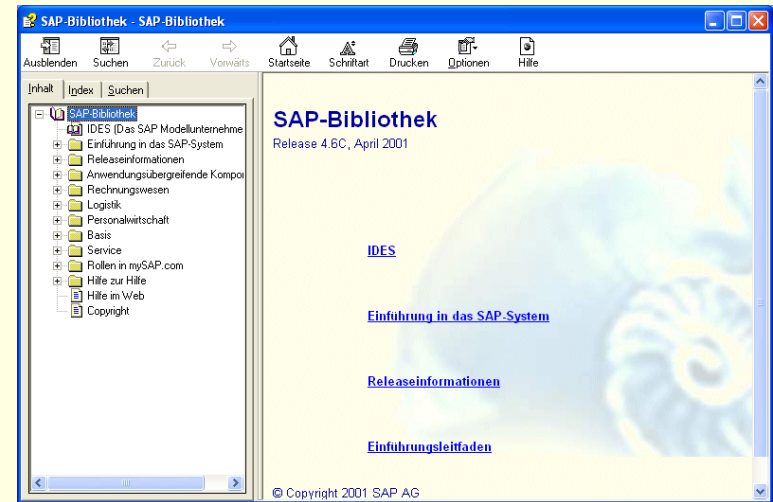 SAP-Bibliothek - SAP-Bibliothek
Ausblenden Suchen Zurück Vorwärts Startseite Schriftart Drucken Optionen Hilfe
Inhalt Index Suchen
SAP-Bibliothek
IDES (Das SAP Modellunternehme
Einführung in das SAP-System
Releaseinformationen
Anwendungsübergreifende Kompoi
Rechnungswesen
Logistik
Personalwirtschaft
Basis
Service
Rollen in mySAP.com
Hilfe zur Hilfe
Hilfe im Web
Copyright
SAP-Bibliothek
Release 4.6C, April 2001
IDES
Einführung in das SAP-System
Releaseinformationen
Einführungsleitfaden
© Copyright 2001 SAP AG